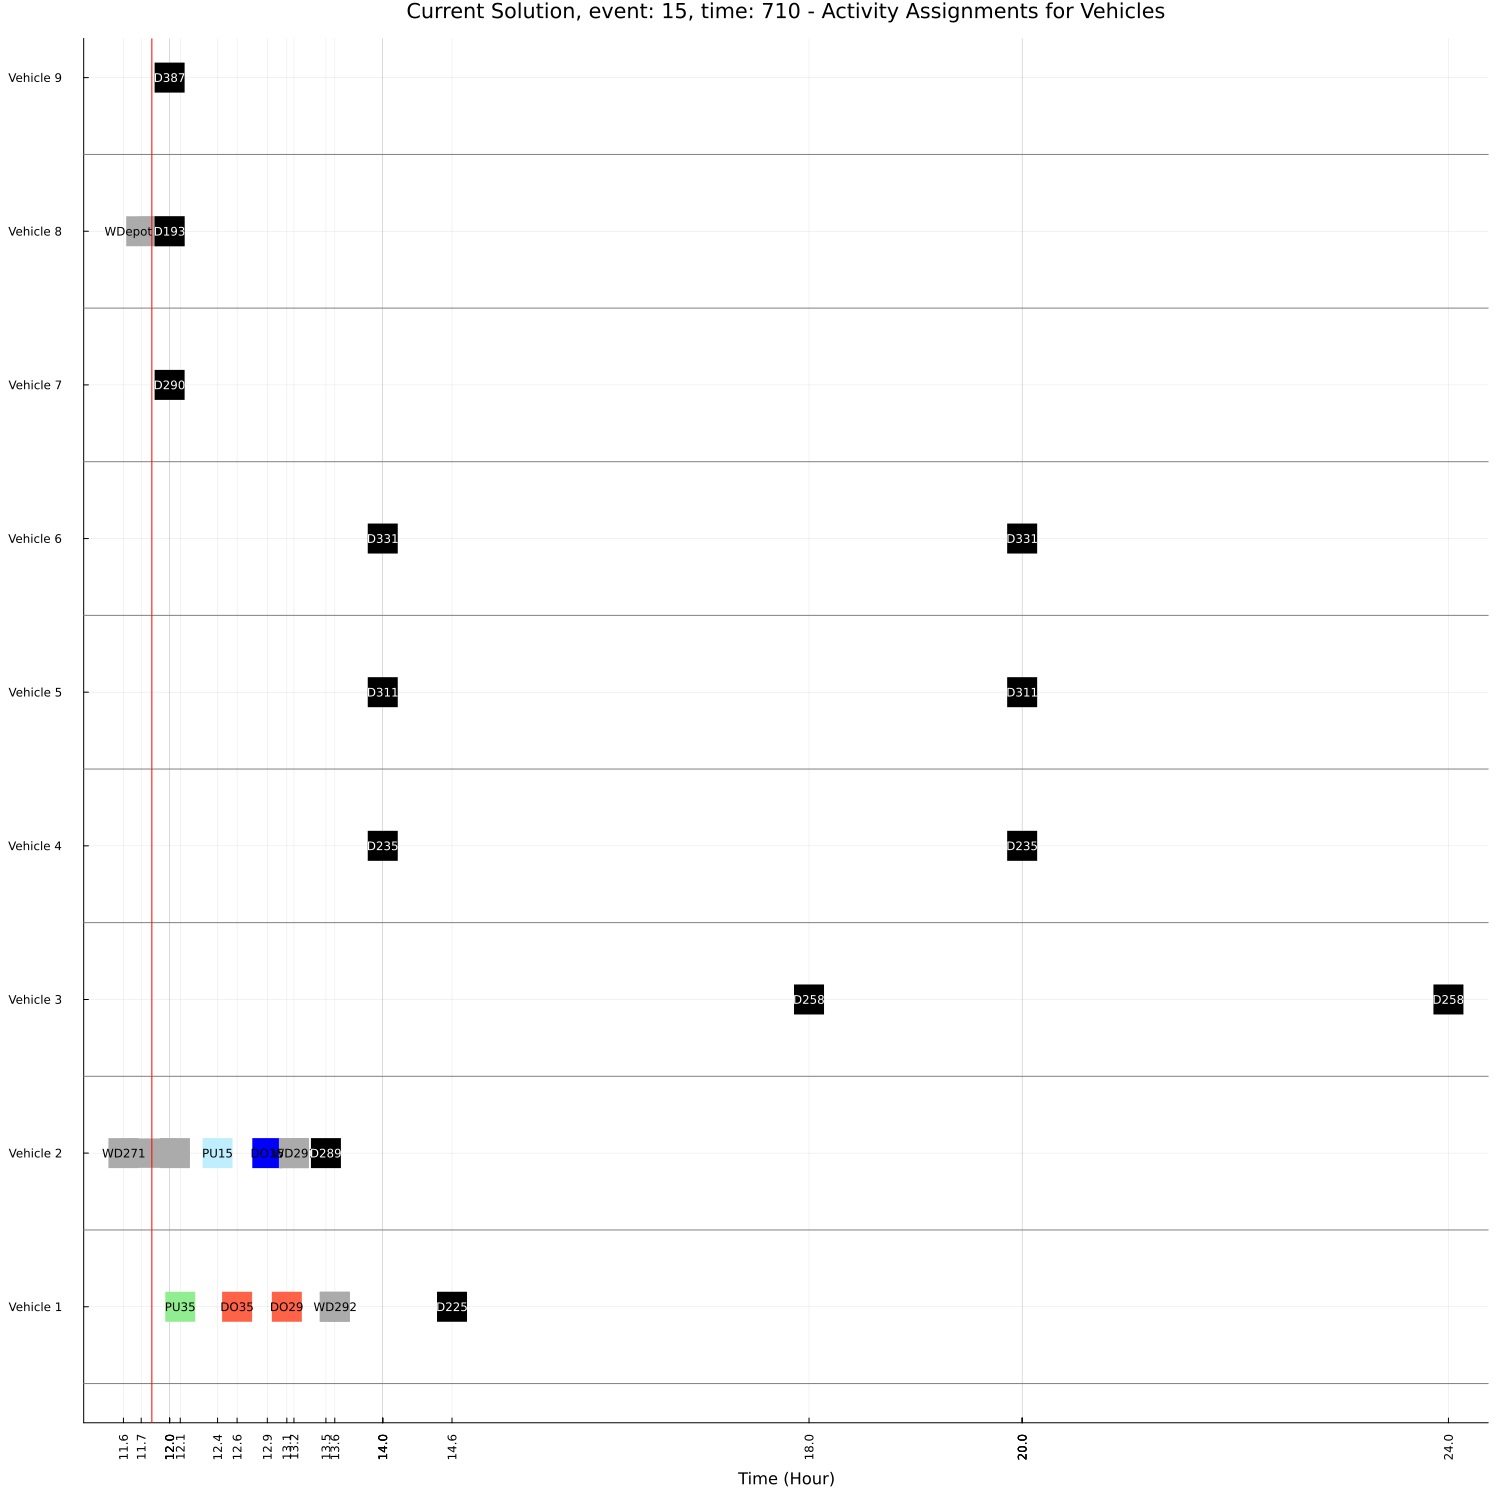 Current Solution, event: 15, time: 710 - Activity Assignments for Vehicles
Vehicle 9
D387
Vehicle 8
WDepot
D193
Vehicle 7
D290
Vehicle 6
D331
D331
Vehicle 5
D311
D311
Vehicle 4
D235
D235
Vehicle 3
D258
D258
Vehicle 2
WD271
PU15
D289
Vehicle 1
PU35
DO35
DO29
WD292
D225
11.6
11.7
12.0
12.1
12.4
12.6
12.9
13.1
13.2
13.5
13.6
14.0
14.6
18.0
20.0
24.0
Time (Hour)